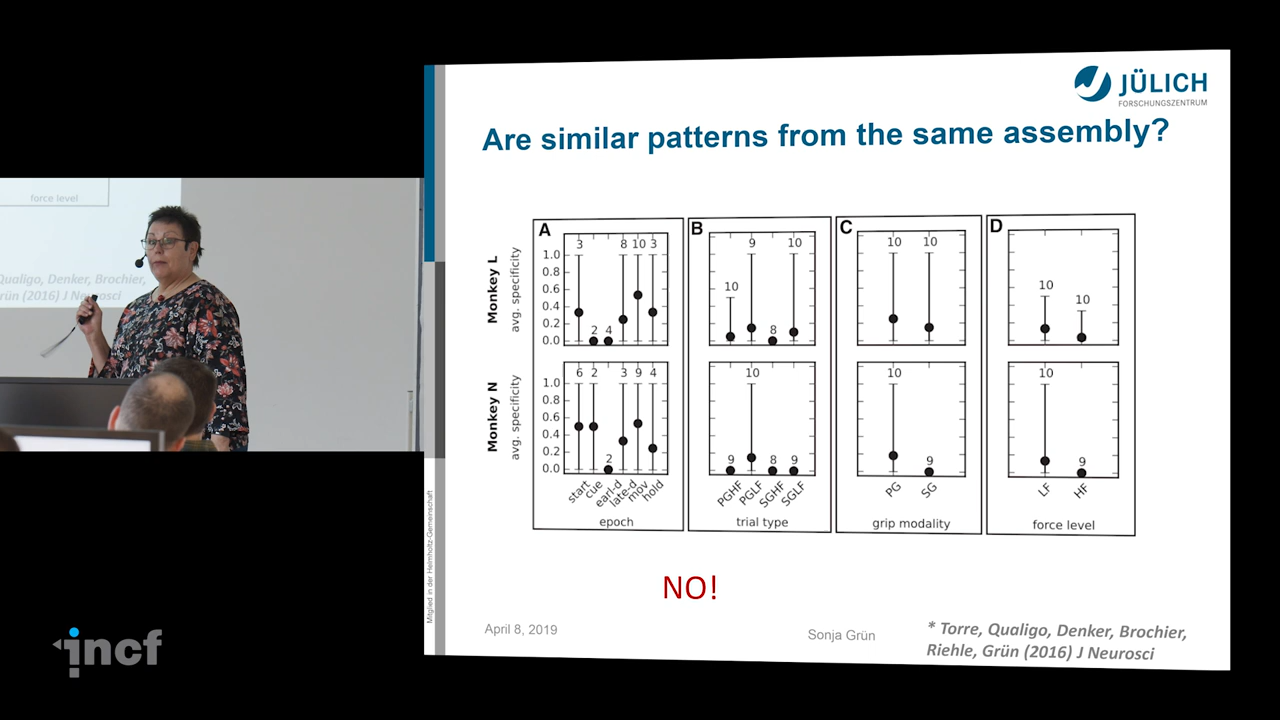 force level
Qualigo, Denker, Brochier,
Grün (2016) J Neurosci
JÜLICH
FORSCHUNGSZENTRUM
Are similar patterns from the same assembly?
A
B
C
D
Monkey L
avg. specificity
1.0
0.8
0.6
0.4
0.2
0.0
3 2 4 8 10 3
10 9 8 10
10 10
10 10
Monkey N
avg. specificity
1.0
0.8
0.6
0.4
0.2
0.0
6 2 2 3 9 4
9 10 8 9
10 9
10 9
start cue earl-d late-d mov hold
PGHF PGLF SGHF SGLF
PG SG
LF HF
epoch
trial type
grip modality
force level
NO!
Mitglied in der Helmholtz-Gemeinschaft
April 8, 2019
Sonja Grün
* Torre, Qualigo, Denker, Brochier,
Riehle, Grün (2016) J Neurosci
incf